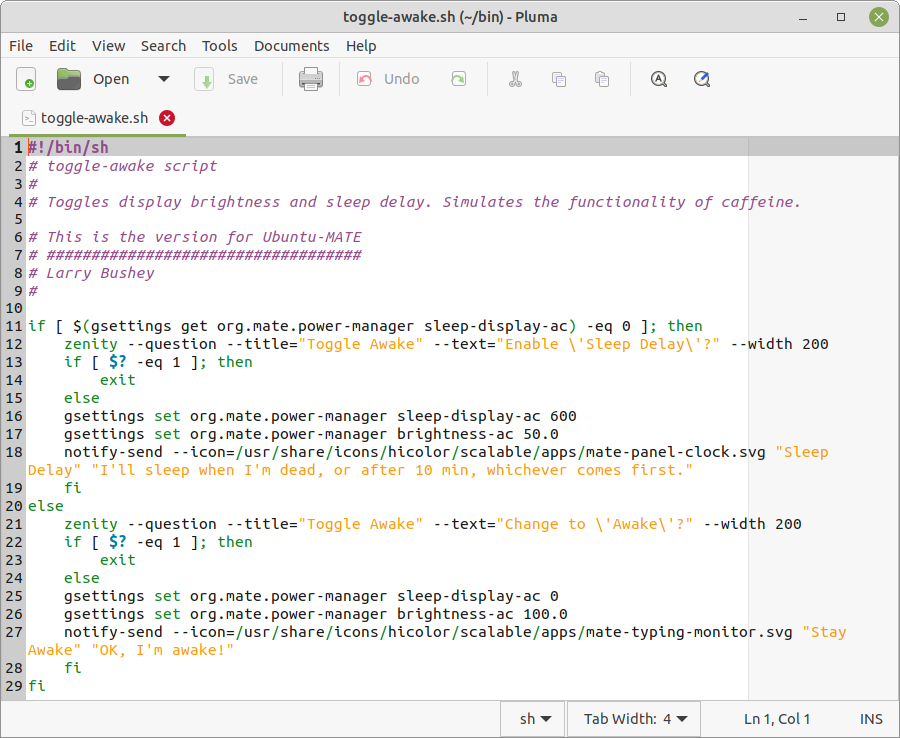 toggle-awake.sh (~/bin) - Pluma
File Edit View Search Tools Documents Help
Open Save Undo
toggle-awake.sh
1 #!/bin/sh
2 # toggle-awake script
3 #
4 # Toggles display brightness and sleep delay. Simulates the functionality of caffeine.
5
6 # This is the version for Ubuntu-MATE
7 # ###################################
8 # Larry Bushey
9 #
10
11 if [ $(gsettings get org.mate.power-manager sleep-display-ac) -eq 0 ]; then
12     zenity --question --title="Toggle Awake" --text="Enable \'Sleep Delay\'?" --width 200
13     if [ $? -eq 1 ]; then
14         exit
15     else
16     gsettings set org.mate.power-manager sleep-display-ac 600
17     gsettings set org.mate.power-manager brightness-ac 50.0
18     notify-send --icon=/usr/share/icons/hicolor/scalable/apps/mate-panel-clock.svg "Sleep
Delay" "I'll sleep when I'm dead, or after 10 min, whichever comes first."
19     fi
20 else
21     zenity --question --title="Toggle Awake" --text="Change to \'Awake\'?" --width 200
22     if [ $? -eq 1 ]; then
23         exit
24     else
25     gsettings set org.mate.power-manager sleep-display-ac 0
26     gsettings set org.mate.power-manager brightness-ac 100.0
27     notify-send --icon=/usr/share/icons/hicolor/scalable/apps/mate-typing-monitor.svg "Stay
Awake" "OK, I'm awake!"
28     fi
29 fi
sh Tab Width: 4 Ln 1, Col 1 INS